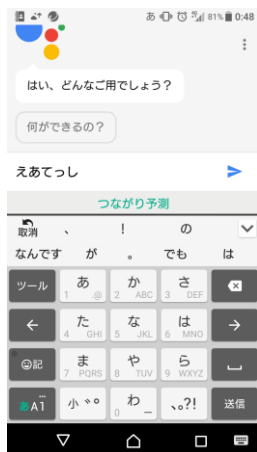 あ 81% 0:48
はい、どんなご用でしょう?
何ができるの?
えあてっし
つながり予測
取消 、 ! の
なんです が 。 でも は
ツール あ 1 .@ か 2 ABC さ 3 DEF
← た 4 GHI な 5 JKL は 6 MNO →
記 ま 7 PQRS や 8 TUV ら 9 WXYZ
あA1 小゛゜ わ 0 ー 、。?! 送信